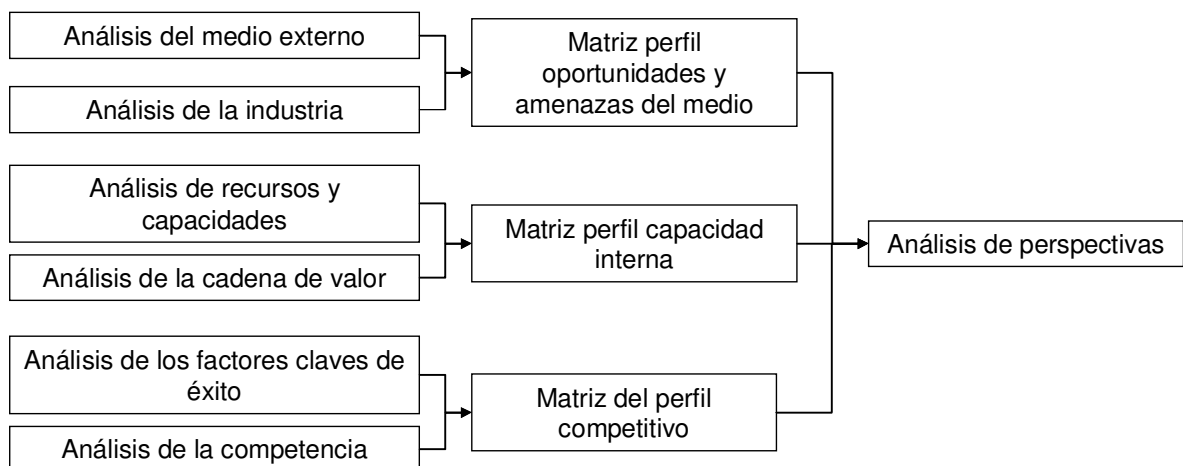 Análisis del medio externo
Análisis de la industria
Matriz perfil
oportunidades y
amenazas del medio
Análisis de recursos y
capacidades
Análisis de la cadena de valor
Matriz perfil capacidad
interna
Análisis de perspectivas
Análisis de los factores claves de
éxito
Análisis de la competencia
Matriz del perfil
competitivo